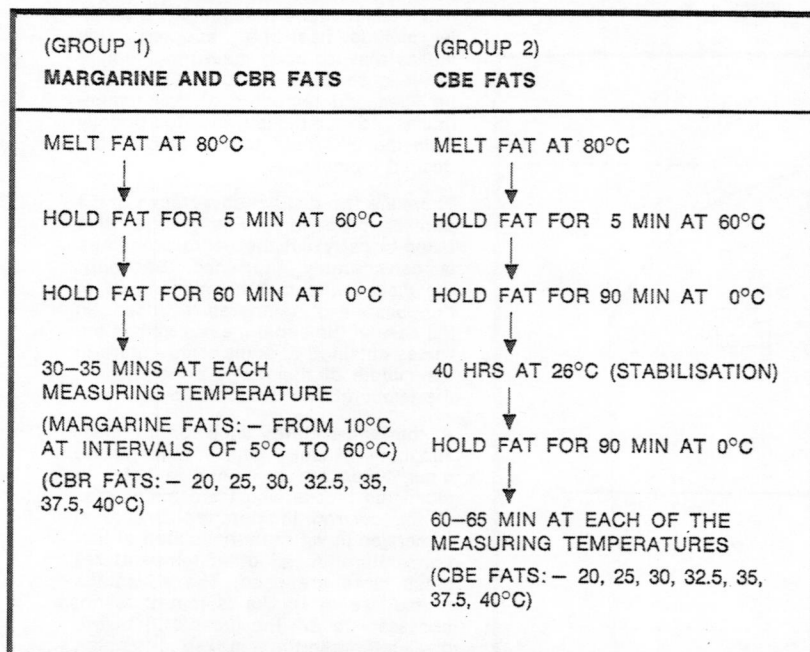 (GROUP 1)
MARGARINE AND CBR FATS
MELT FAT AT 80°C
HOLD FAT FOR 5 MIN AT 60°C
HOLD FAT FOR 60 MIN AT 0°C
30–35 MINS AT EACH
MEASURING TEMPERATURE
(MARGARINE FATS: – FROM 10°C
AT INTERVALS OF 5°C TO 60°C)
(CBR FATS: – 20, 25, 30, 32.5, 35,
37.5, 40°C)
(GROUP 2)
CBE FATS
MELT FAT AT 80°C
HOLD FAT FOR 5 MIN AT 60°C
HOLD FAT FOR 90 MIN AT 0°C
40 HRS AT 26°C (STABILISATION)
HOLD FAT FOR 90 MIN AT 0°C
60–65 MIN AT EACH OF THE
MEASURING TEMPERATURES
(CBE FATS: – 20, 25, 30, 32.5, 35,
37.5, 40°C)